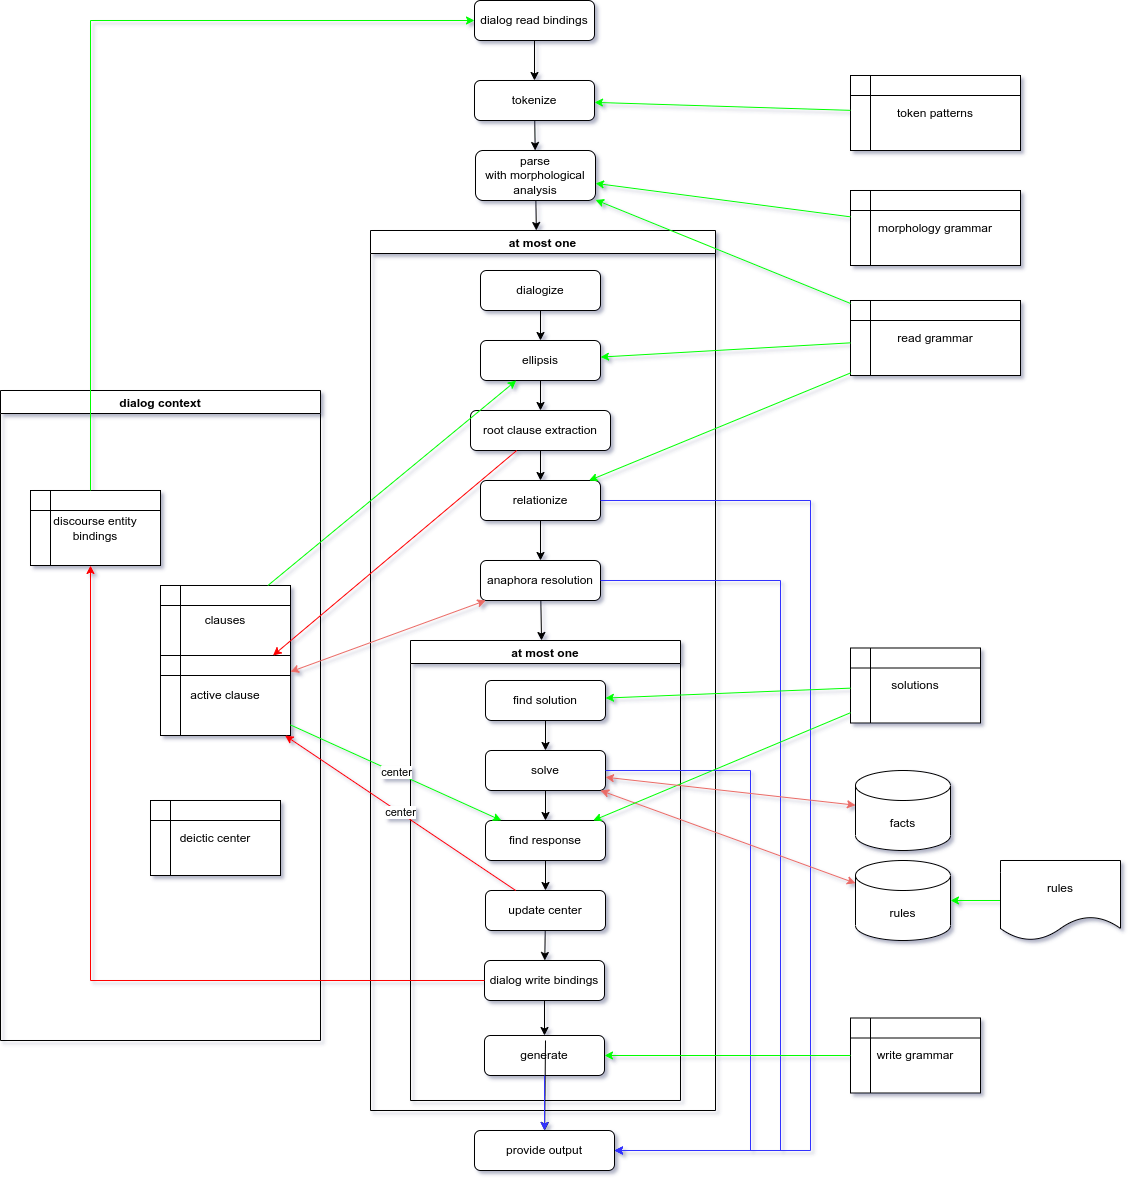 dialog read bindings
tokenize
token patterns
parse
with morphological
analysis
morphology grammar
at most one
dialogize
read grammar
ellipsis
dialog context
root clause extraction
relationize
discourse entity
bindings
anaphora resolution
clauses
at most one
active clause
find solution
solutions
solve
center
center
facts
find response
deictic center
update center
rules
rules
dialog write bindings
generate
write grammar
provide output